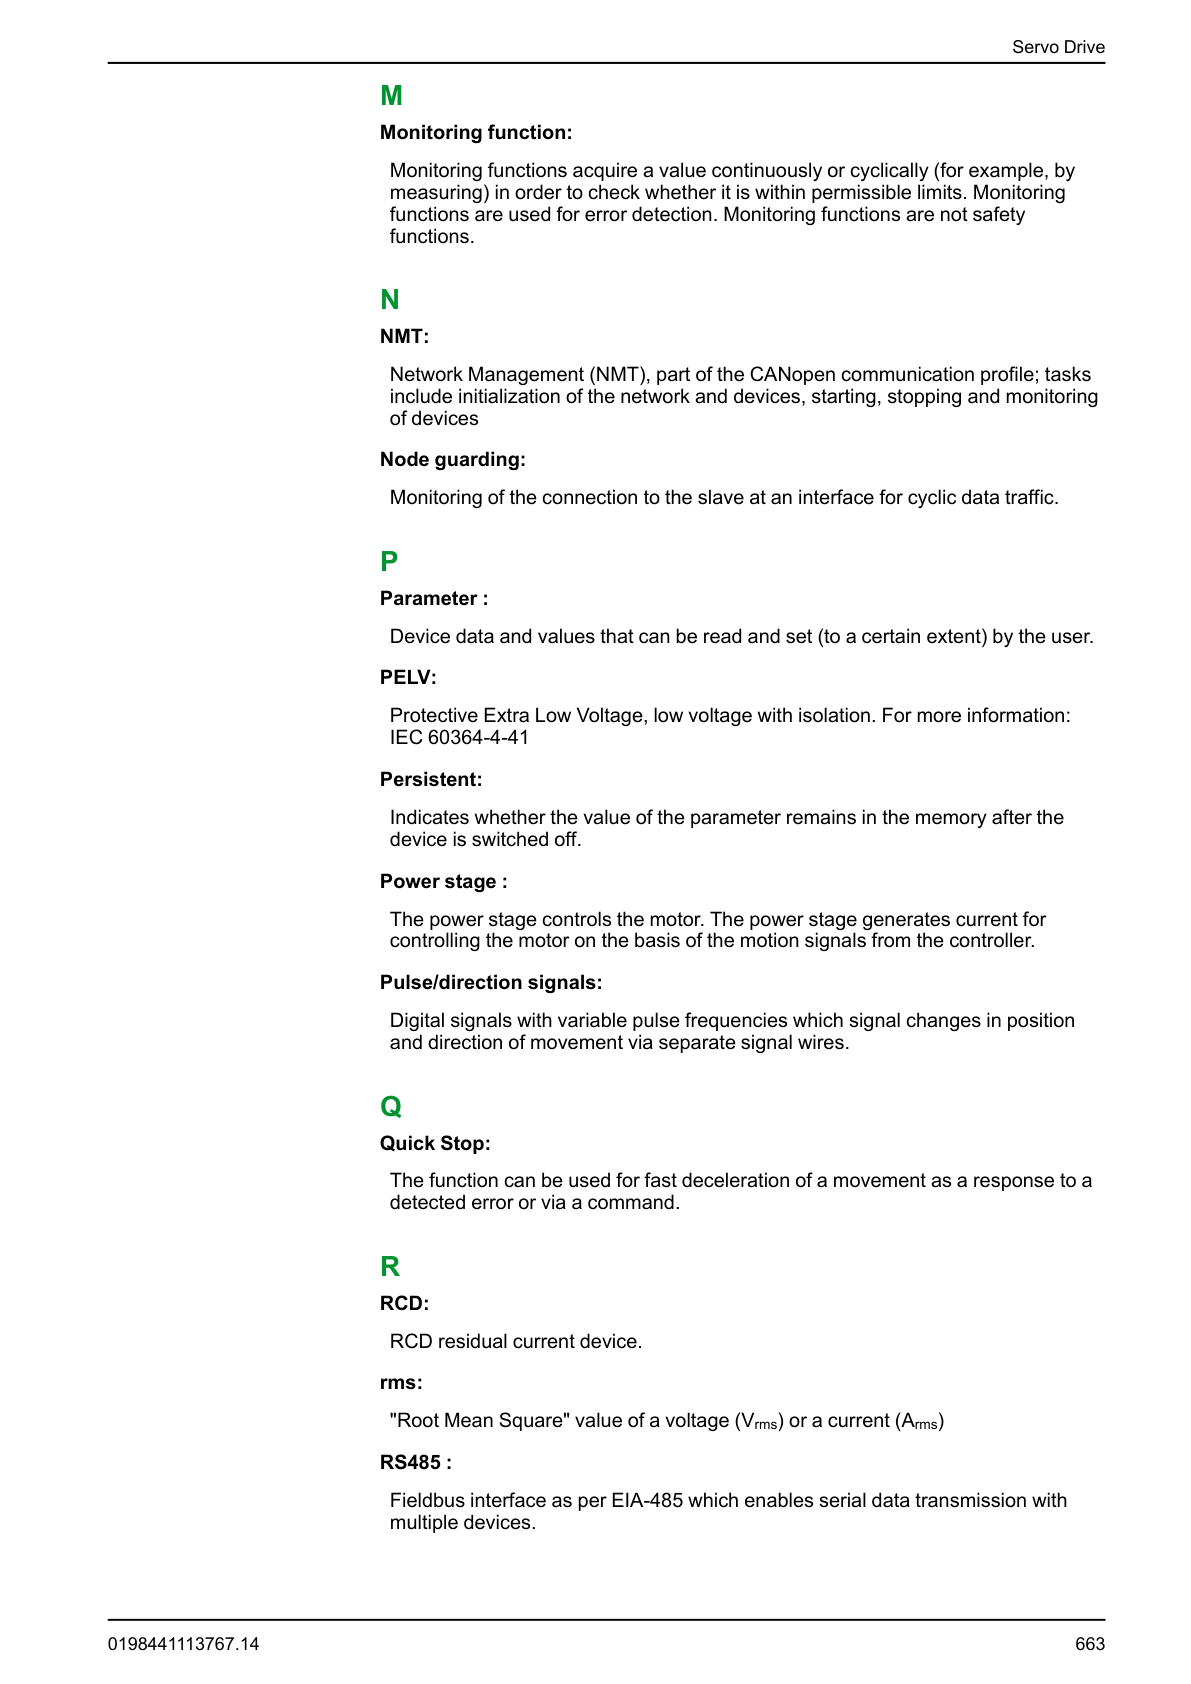 Servo Drive
M
Monitoring function:
Monitoring functions acquire a value continuously or cyclically (for example, by
measuring) in order to check whether it is within permissible limits. Monitoring
functions are used for error detection. Monitoring functions are not safety
functions.
N
NMT:
Network Management (NMT), part of the CANopen communication profile; tasks
include initialization of the network and devices, starting, stopping and monitoring
of devices
Node guarding:
Monitoring of the connection to the slave at an interface for cyclic data traffic.
P
Parameter :
Device data and values that can be read and set (to a certain extent) by the user.
PELV:
Protective Extra Low Voltage, low voltage with isolation. For more information:
IEC 60364-4-41
Persistent:
Indicates whether the value of the parameter remains in the memory after the
device is switched off.
Power stage :
The power stage controls the motor. The power stage generates current for
controlling the motor on the basis of the motion signals from the controller.
Pulse/direction signals:
Digital signals with variable pulse frequencies which signal changes in position
and direction of movement via separate signal wires.
Q
Quick Stop:
The function can be used for fast deceleration of a movement as a response to a
detected error or via a command.
R
RCD:
RCD residual current device.
rms:
"Root Mean Square" value of a voltage (Vrms) or a current (Arms)
RS485 :
Fieldbus interface as per EIA-485 which enables serial data transmission with
multiple devices.
0198441113767.14
663